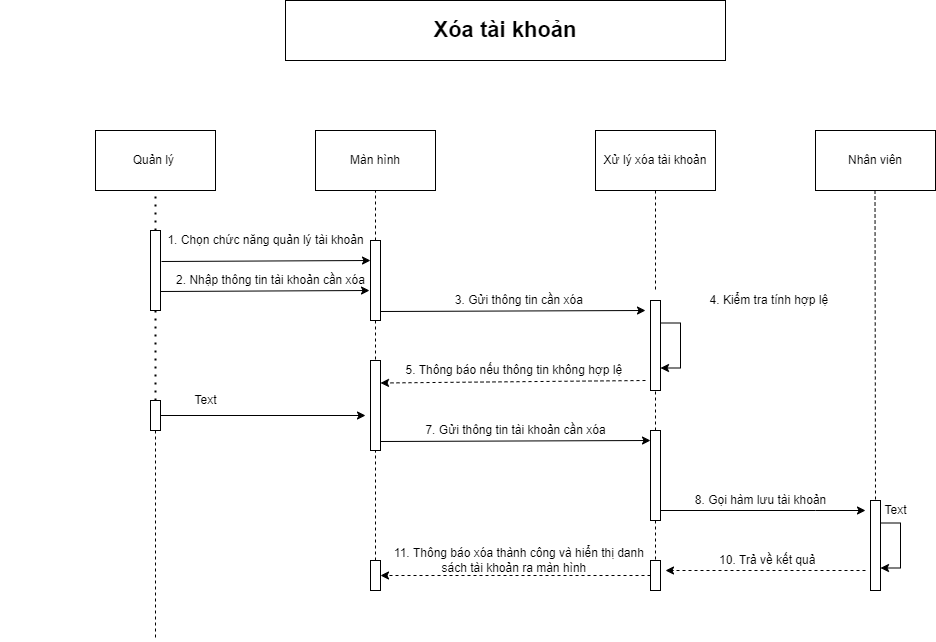 Xóa tài khoản
Quản lý
Màn hình
Xử lý xóa tài khoản
Nhân viên
1. Chọn chức năng quản lý tài khoản
2. Nhập thông tin tài khoản cần xóa
3. Gửi thông tin cần xóa
4. Kiểm tra tính hợp lệ
5. Thông báo nếu thông tin không hợp lệ
Text
7. Gửi thông tin tài khoản cần xóa
8. Gọi hàm lưu tài khoản
Text
10. Trả về kết quả
11. Thông báo xóa thành công và hiển thị danh
sách tài khoản ra màn hình